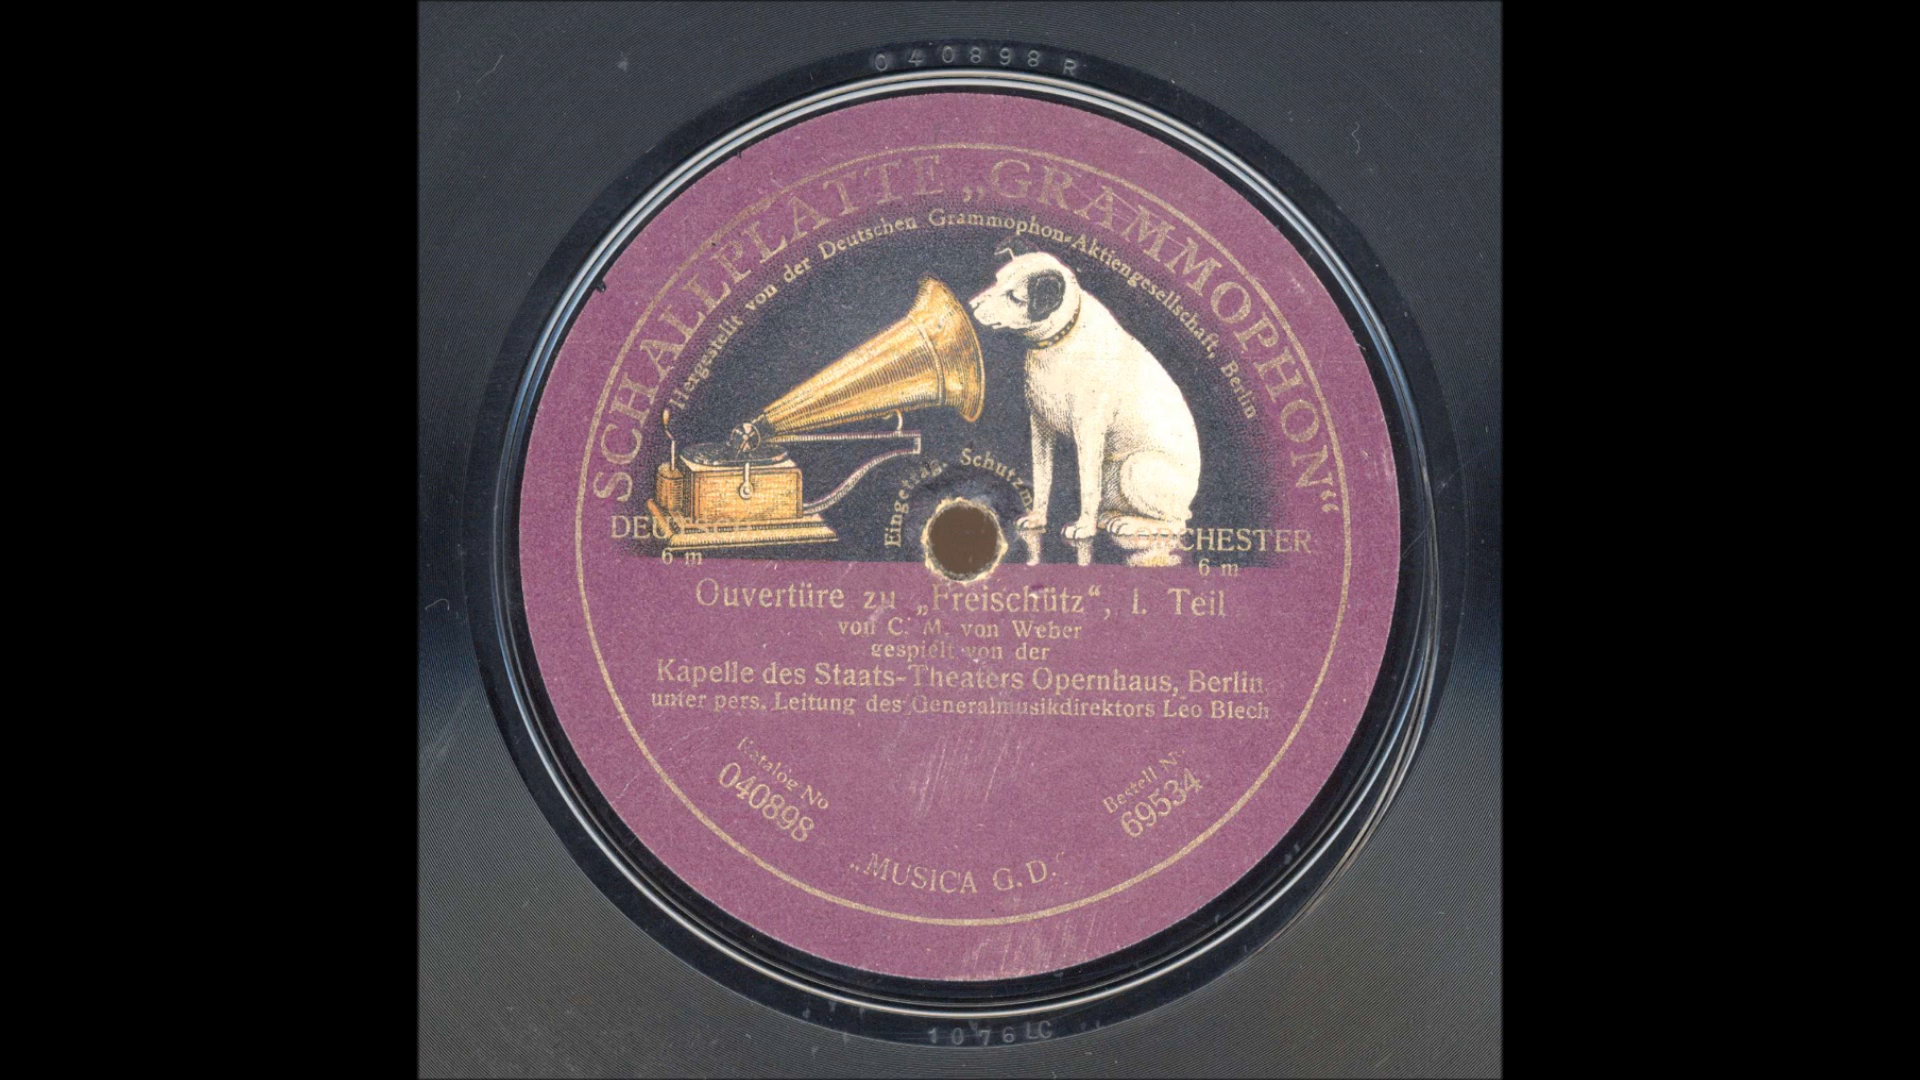 040898 R
SCHALLPLATTE „GRAMMOPHON“
Hergestellt von der Deutschen Grammophon-Aktiengesellschaft, Berlin
Eingetrag. Schutzm
DEUTSCH
6 m
ORCHESTER
6 m
Ouvertüre zu „Freischütz“, I. Teil
von C. M. von Weber
gespielt von der
Kapelle des Staats-Theaters Opernhaus, Berlin
unter pers. Leitung des Generalmusikdirektors Leo Blech
Katalog No
040898
Bestell Nr.
69534
„MUSICA G. D.“
1076 LC